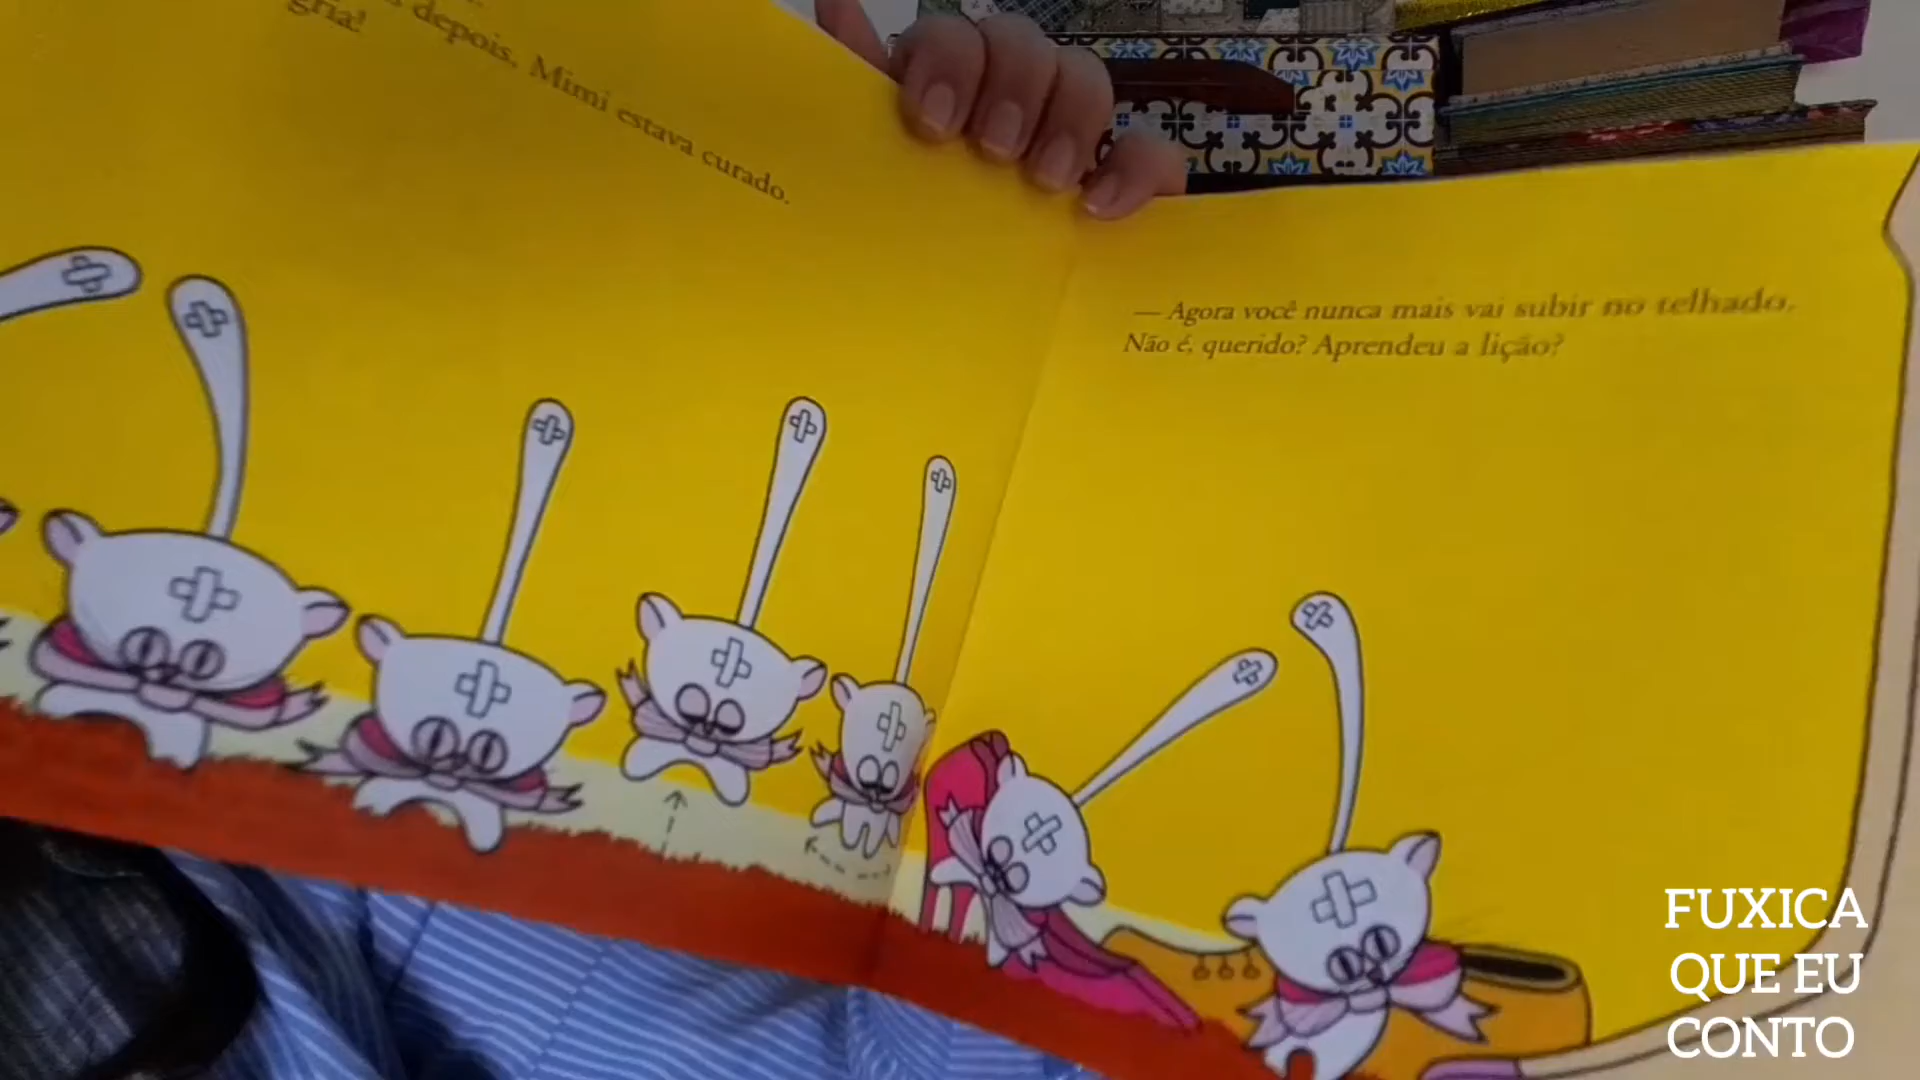 depois, Mimi estava curado.
gria!
— Agora você nunca mais vai subir no telhado.
Não é, querido? Aprendeu a lição?
FUXICA
QUE EU
CONTO